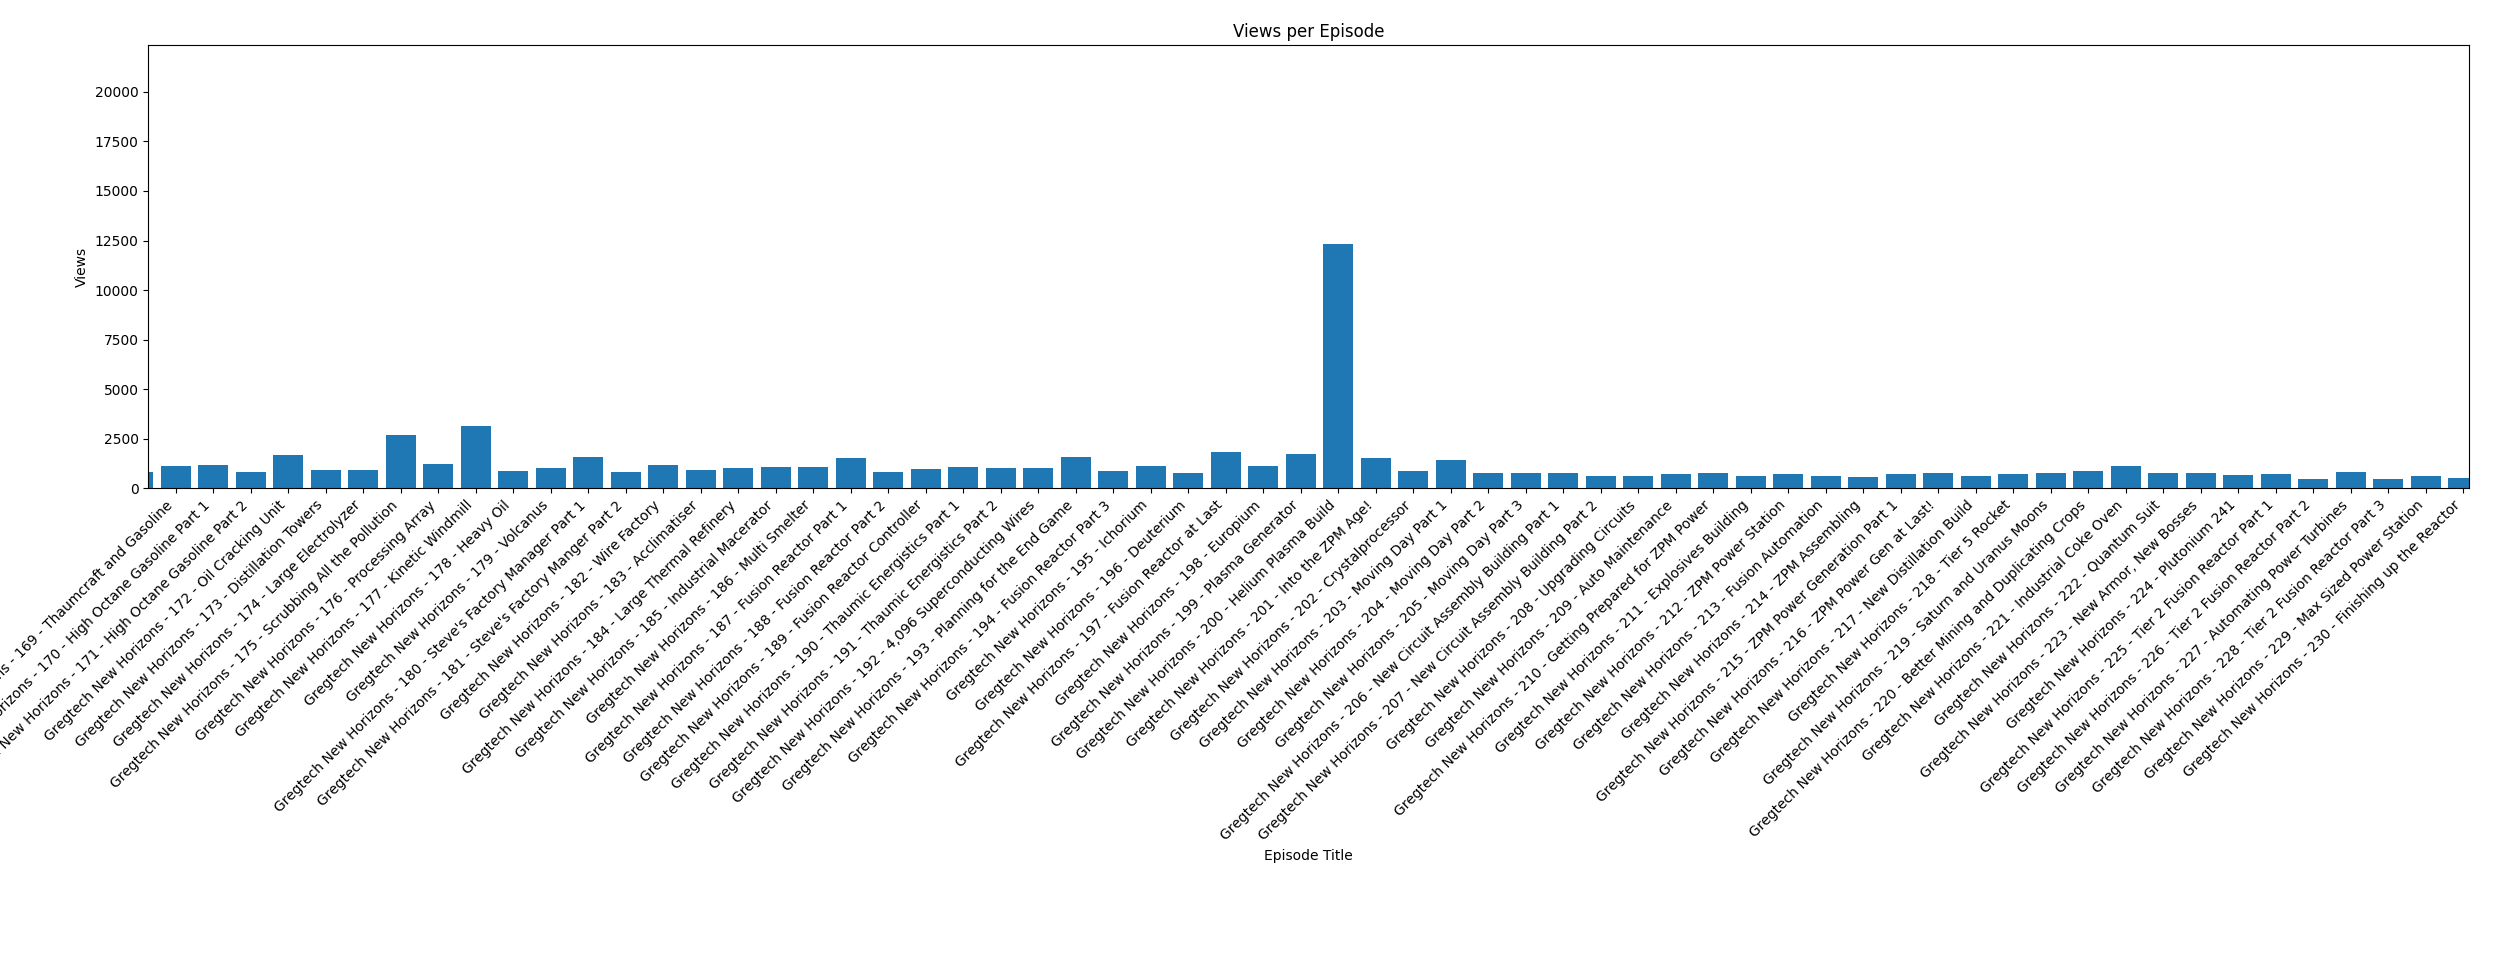 Views per Episode
20000
17500
15000
12500
10000
7500
5000
2500
0
Views
ns - 169 - Thaumcraft and Gasoline
orizons - 170 - High Octane Gasoline Part 1
New Horizons - 171 - High Octane Gasoline Part 2
Gregtech New Horizons - 172 - Oil Cracking Unit
Gregtech New Horizons - 173 - Distillation Towers
Gregtech New Horizons - 174 - Large Electrolyzer
Gregtech New Horizons - 175 - Scrubbing All the Pollution
Gregtech New Horizons - 176 - Processing Array
Gregtech New Horizons - 177 - Kinetic Windmill
Gregtech New Horizons - 178 - Heavy Oil
Gregtech New Horizons - 179 - Volcanus
Gregtech New Horizons - 180 - Steve's Factory Manager Part 1
Gregtech New Horizons - 181 - Steve's Factory Manger Part 2
Gregtech New Horizons - 182 - Wire Factory
Gregtech New Horizons - 183 - Acclimatiser
Gregtech New Horizons - 184 - Large Thermal Refinery
Gregtech New Horizons - 185 - Industrial Macerator
Gregtech New Horizons - 186 - Multi Smelter
Gregtech New Horizons - 187 - Fusion Reactor Part 1
Gregtech New Horizons - 188 - Fusion Reactor Part 2
Gregtech New Horizons - 189 - Fusion Reactor Controller
Gregtech New Horizons - 190 - Thaumic Energistics Part 1
Gregtech New Horizons - 191 - Thaumic Energistics Part 2
Gregtech New Horizons - 192 - 4,096 Superconducting Wires
Gregtech New Horizons - 193 - Planning for the End Game
Gregtech New Horizons - 194 - Fusion Reactor Part 3
Gregtech New Horizons - 195 - Ichorium
Gregtech New Horizons - 196 - Deuterium
Gregtech New Horizons - 197 - Fusion Reactor at Last
Gregtech New Horizons - 198 - Europium
Gregtech New Horizons - 199 - Plasma Generator
Gregtech New Horizons - 200 - Helium Plasma Build
Gregtech New Horizons - 201 - Into the ZPM Age!
Gregtech New Horizons - 202 - Crystalprocessor
Gregtech New Horizons - 203 - Moving Day Part 1
Gregtech New Horizons - 204 - Moving Day Part 2
Gregtech New Horizons - 205 - Moving Day Part 3
Gregtech New Horizons - 206 - New Circuit Assembly Building Part 1
Gregtech New Horizons - 207 - New Circuit Assembly Building Part 2
Gregtech New Horizons - 208 - Upgrading Circuits
Gregtech New Horizons - 209 - Auto Maintenance
Gregtech New Horizons - 210 - Getting Prepared for ZPM Power
Gregtech New Horizons - 211 - Explosives Building
Gregtech New Horizons - 212 - ZPM Power Station
Gregtech New Horizons - 213 - Fusion Automation
Gregtech New Horizons - 214 - ZPM Assembling
Gregtech New Horizons - 215 - ZPM Power Generation Part 1
Gregtech New Horizons - 216 - ZPM Power Gen at Last!
Gregtech New Horizons - 217 - New Distillation Build
Gregtech New Horizons - 218 - Tier 5 Rocket
Gregtech New Horizons - 219 - Saturn and Uranus Moons
Gregtech New Horizons - 220 - Better Mining and Duplicating Crops
Gregtech New Horizons - 221 - Industrial Coke Oven
Gregtech New Horizons - 222 - Quantum Suit
Gregtech New Horizons - 223 - New Armor, New Bosses
Gregtech New Horizons - 224 - Plutonium 241
Gregtech New Horizons - 225 - Tier 2 Fusion Reactor Part 1
Gregtech New Horizons - 226 - Tier 2 Fusion Reactor Part 2
Gregtech New Horizons - 227 - Automating Power Turbines
Gregtech New Horizons - 228 - Tier 2 Fusion Reactor Part 3
Gregtech New Horizons - 229 - Max Sized Power Station
Gregtech New Horizons - 230 - Finishing up the Reactor
Episode Title